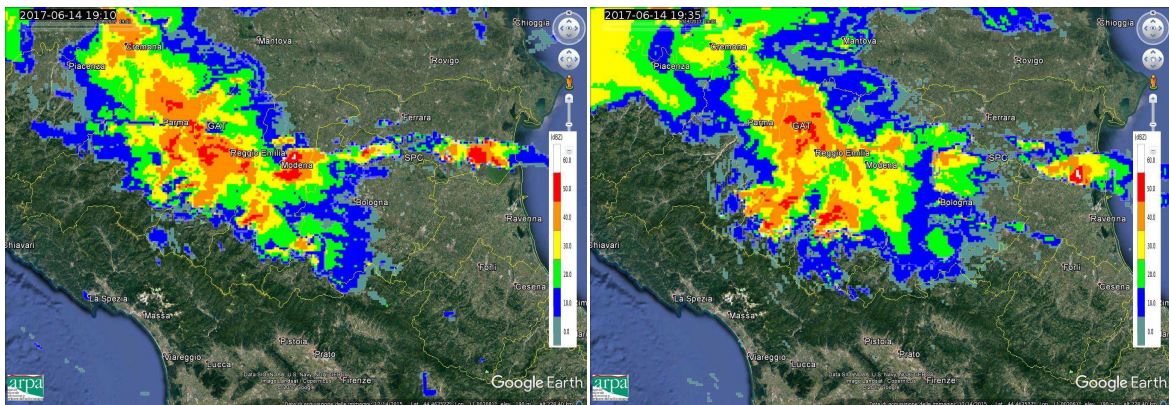 2017-06-14 19:10
Chioggia
Cremona
Mantova
Piacenza
Rovigo
Parma
GAT
Ferrara
Reggio Emilia
Modena
SPC
Bologna
Ravenna
Chiavari
Forlì
Cesena
La Spezia
Massa
Pistoia
Viareggio
Prato
Lucca
Firenze
[dBZ]
60.0
50.0
40.0
30.0
20.0
10.0
0.0
arpa
Google Earth
2017-06-14 19:35
Chioggia
Cremona
Mantova
Piacenza
Rovigo
Parma
GAT
Ferrara
Reggio Emilia
Modena
SPC
Bologna
Ravenna
Chiavari
Forlì
Cesena
La Spezia
Massa
Pistoia
Viareggio
Prato
Lucca
Firenze
[dBZ]
60.0
50.0
40.0
30.0
20.0
10.0
0.0
arpa
Google Earth